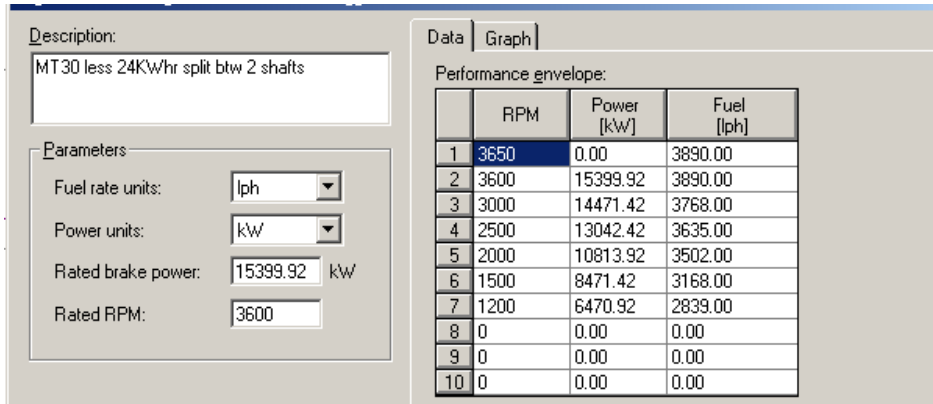 Description:
MT30 less 24KWhr split btw 2 shafts
Parameters
Fuel rate units: lph
Power units: kW
Rated brake power: 15399.92 kW
Rated RPM: 3600
Data Graph
Performance envelope:
RPM Power [kW] Fuel [lph]
1 3650 0.00 3890.00
2 3600 15399.92 3890.00
3 3000 14471.42 3768.00
4 2500 13042.42 3635.00
5 2000 10813.92 3502.00
6 1500 8471.42 3168.00
7 1200 6470.92 2839.00
8 0 0.00 0.00
9 0 0.00 0.00
10 0 0.00 0.00